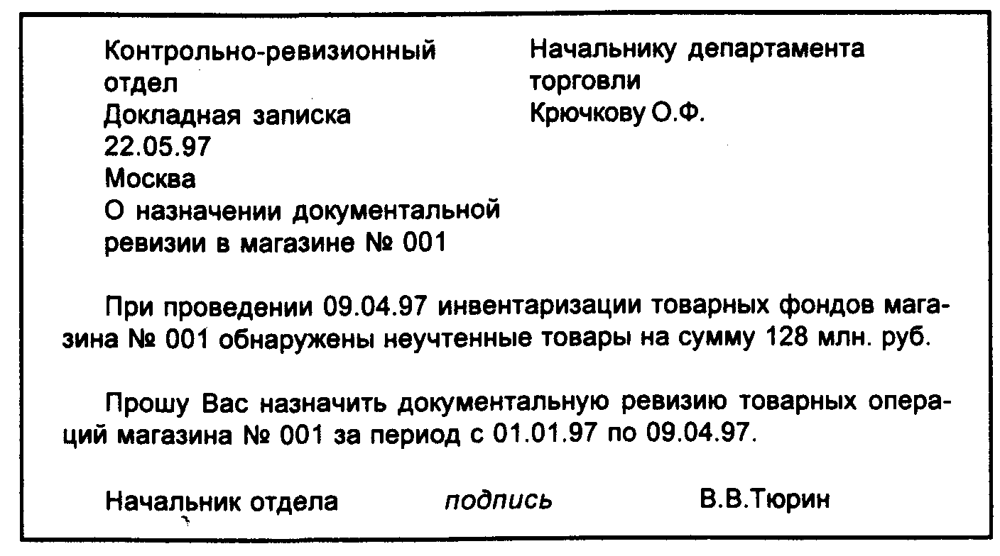 Контрольно-ревизионный
отдел
Докладная записка
22.05.97
Москва
О назначении документальной
ревизии в магазине № 001
Начальнику департамента
торговли
Крючкову О.Ф.
При проведении 09.04.97 инвентаризации товарных фондов мага-
зина № 001 обнаружены неучтенные товары на сумму 128 млн. руб.
Прошу Вас назначить документальную ревизию товарных опера-
ций магазина № 001 за период с 01.01.97 по 09.04.97.
Начальник отдела подпись В.В.Тюрин